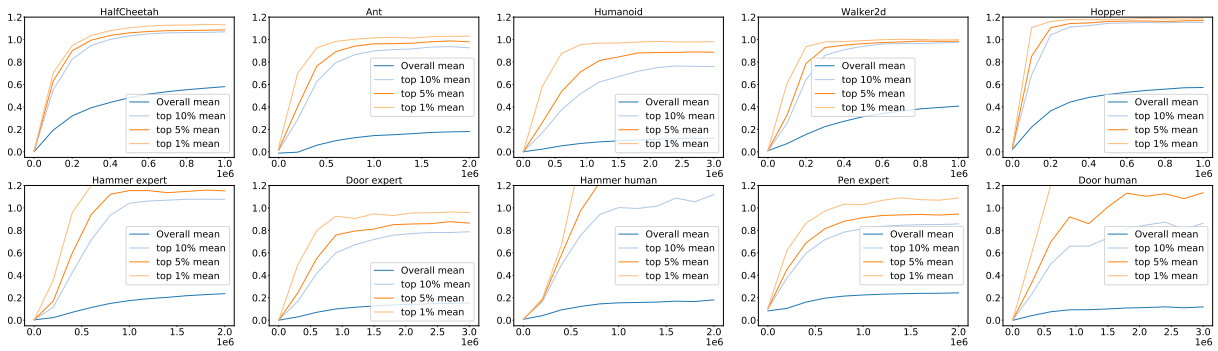 HalfCheetah
1.2
1.0
0.8
0.6
0.4
0.2
0.0
Overall mean
top 10% mean
top 5% mean
top 1% mean
0.0 0.2 0.4 0.6 0.8 1.0
1e6
Ant
1.2
1.0
0.8
0.6
0.4
0.2
0.0
Overall mean
top 10% mean
top 5% mean
top 1% mean
0.0 0.5 1.0 1.5 2.0
1e6
Humanoid
1.2
1.0
0.8
0.6
0.4
0.2
0.0
Overall mean
top 10% mean
top 5% mean
top 1% mean
0.0 0.5 1.0 1.5 2.0 2.5 3.0
1e6
Walker2d
1.2
1.0
0.8
0.6
0.4
0.2
0.0
Overall mean
top 10% mean
top 5% mean
top 1% mean
0.0 0.2 0.4 0.6 0.8 1.0
1e6
Hopper
1.2
1.0
0.8
0.6
0.4
0.2
0.0
Overall mean
top 10% mean
top 5% mean
top 1% mean
0.0 0.2 0.4 0.6 0.8 1.0
1e6
Hammer expert
1.2
1.0
0.8
0.6
0.4
0.2
0.0
Overall mean
top 10% mean
top 5% mean
top 1% mean
0.0 0.5 1.0 1.5 2.0
1e6
Door expert
1.2
1.0
0.8
0.6
0.4
0.2
0.0
Overall mean
top 10% mean
top 5% mean
top 1% mean
0.0 0.5 1.0 1.5 2.0 2.5 3.0
1e6
Hammer human
1.2
1.0
0.8
0.6
0.4
0.2
0.0
Overall mean
top 10% mean
top 5% mean
top 1% mean
0.0 0.5 1.0 1.5 2.0
1e6
Pen expert
1.2
1.0
0.8
0.6
0.4
0.2
0.0
Overall mean
top 10% mean
top 5% mean
top 1% mean
0.0 0.5 1.0 1.5 2.0
1e6
Door human
1.2
1.0
0.8
0.6
0.4
0.2
0.0
Overall mean
top 10% mean
top 5% mean
top 1% mean
0.0 0.5 1.0 1.5 2.0 2.5 3.0
1e6